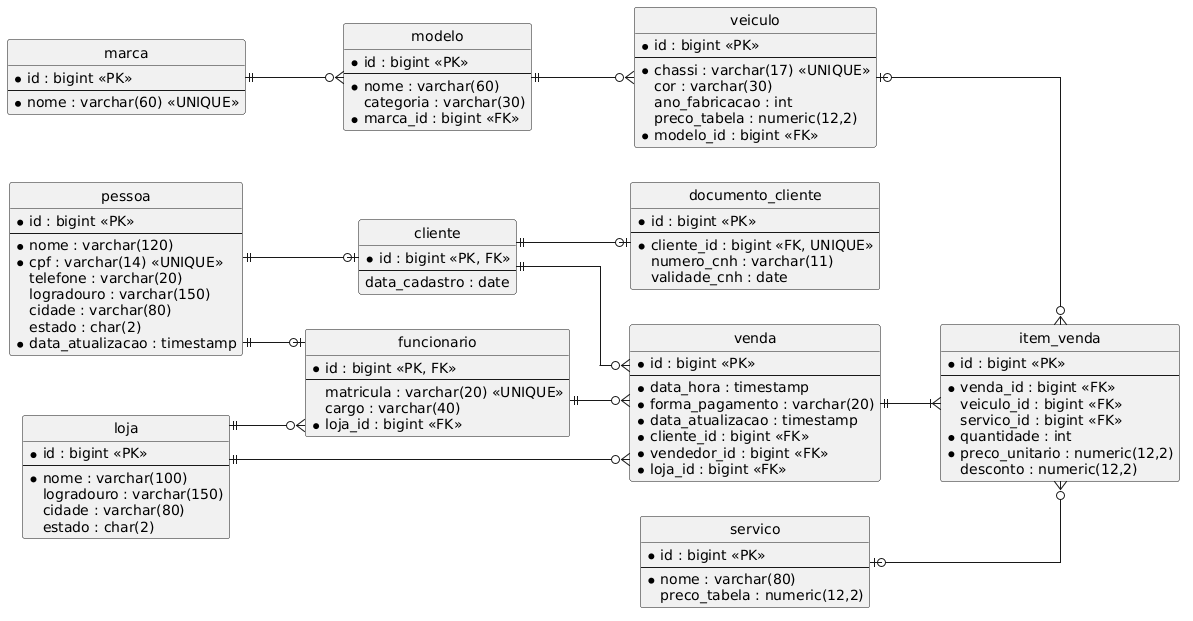 marca
id : bigint «PK»
nome : varchar(60) «UNIQUE»
modelo
id : bigint «PK»
nome : varchar(60)
categoria : varchar(30)
marca_id : bigint «FK»
veiculo
id : bigint «PK»
chassi : varchar(17) «UNIQUE»
cor : varchar(30)
ano_fabricacao : int
preco_tabela : numeric(12,2)
modelo_id : bigint «FK»
pessoa
id : bigint «PK»
nome : varchar(120)
cpf : varchar(14) «UNIQUE»
telefone : varchar(20)
logradouro : varchar(150)
cidade : varchar(80)
estado : char(2)
data_atualizacao : timestamp
cliente
id : bigint «PK, FK»
data_cadastro : date
documento_cliente
id : bigint «PK»
cliente_id : bigint «FK, UNIQUE»
numero_cnh : varchar(11)
validade_cnh : date
funcionario
id : bigint «PK, FK»
matricula : varchar(20) «UNIQUE»
cargo : varchar(40)
loja_id : bigint «FK»
venda
id : bigint «PK»
data_hora : timestamp
forma_pagamento : varchar(20)
data_atualizacao : timestamp
cliente_id : bigint «FK»
vendedor_id : bigint «FK»
loja_id : bigint «FK»
item_venda
id : bigint «PK»
venda_id : bigint «FK»
veiculo_id : bigint «FK»
servico_id : bigint «FK»
quantidade : int
preco_unitario : numeric(12,2)
desconto : numeric(12,2)
loja
id : bigint «PK»
nome : varchar(100)
logradouro : varchar(150)
cidade : varchar(80)
estado : char(2)
servico
id : bigint «PK»
nome : varchar(80)
preco_tabela : numeric(12,2)